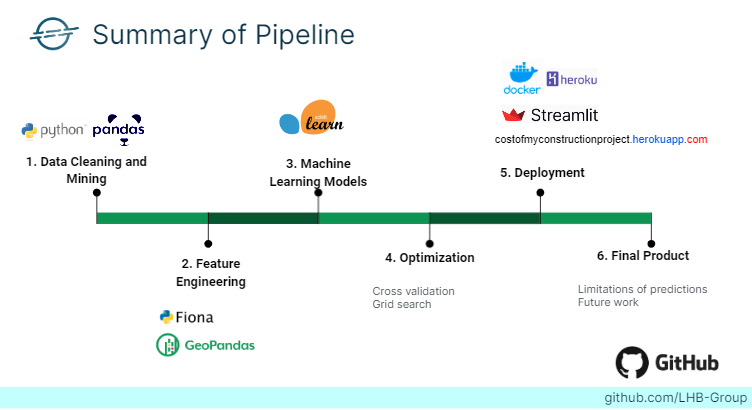 Summary of Pipeline
python™ pandas
1. Data Cleaning and
Mining
scikit
learn
3. Machine
Learning Models
docker
heroku
Streamlit
costofmyconstructionproject.herokuapp.com
5. Deployment
2. Feature
Engineering
Fiona
GeoPandas
4. Optimization
Cross validation
Grid search
6. Final Product
Limitations of predictions
Future work
GitHub
github.com/LHB-Group